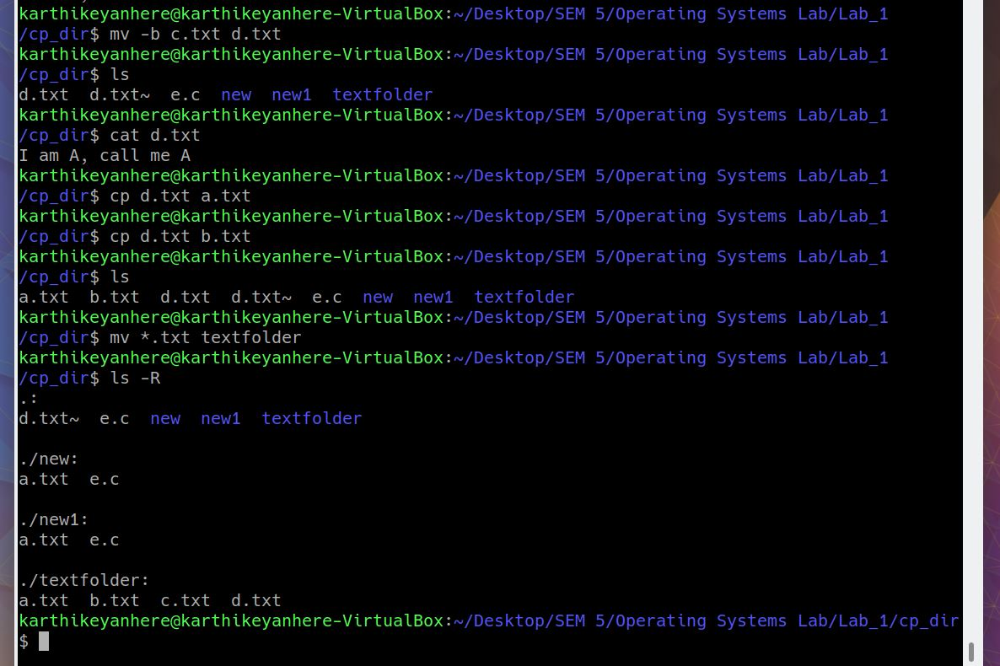 karthikeyanhere@karthikeyanhere-VirtualBox:~/Desktop/SEM 5/Operating Systems Lab/Lab_1
/cp_dir$ mv -b c.txt d.txt
karthikeyanhere@karthikeyanhere-VirtualBox:~/Desktop/SEM 5/Operating Systems Lab/Lab_1
/cp_dir$ ls
d.txt  d.txt~  e.c  new  new1  textfolder
karthikeyanhere@karthikeyanhere-VirtualBox:~/Desktop/SEM 5/Operating Systems Lab/Lab_1
/cp_dir$ cat d.txt
I am A, call me A
karthikeyanhere@karthikeyanhere-VirtualBox:~/Desktop/SEM 5/Operating Systems Lab/Lab_1
/cp_dir$ cp d.txt a.txt
karthikeyanhere@karthikeyanhere-VirtualBox:~/Desktop/SEM 5/Operating Systems Lab/Lab_1
/cp_dir$ cp d.txt b.txt
karthikeyanhere@karthikeyanhere-VirtualBox:~/Desktop/SEM 5/Operating Systems Lab/Lab_1
/cp_dir$ ls
a.txt  b.txt  d.txt  d.txt~  e.c  new  new1  textfolder
karthikeyanhere@karthikeyanhere-VirtualBox:~/Desktop/SEM 5/Operating Systems Lab/Lab_1
/cp_dir$ mv *.txt textfolder
karthikeyanhere@karthikeyanhere-VirtualBox:~/Desktop/SEM 5/Operating Systems Lab/Lab_1
/cp_dir$ ls -R
.:
d.txt~  e.c  new  new1  textfolder

./new:
a.txt  e.c

./new1:
a.txt  e.c

./textfolder:
a.txt  b.txt  c.txt  d.txt
karthikeyanhere@karthikeyanhere-VirtualBox:~/Desktop/SEM 5/Operating Systems Lab/Lab_1/cp_dir
$